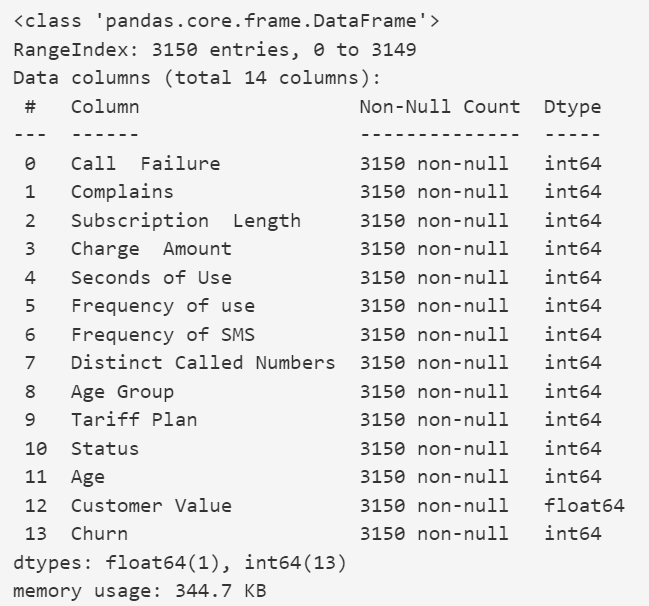 <class 'pandas.core.frame.DataFrame'>
RangeIndex: 3150 entries, 0 to 3149
Data columns (total 14 columns):
 #   Column                   Non-Null Count  Dtype
---  ------                   --------------  -----
 0   Call  Failure            3150 non-null   int64
 1   Complains                3150 non-null   int64
 2   Subscription  Length     3150 non-null   int64
 3   Charge  Amount           3150 non-null   int64
 4   Seconds of Use           3150 non-null   int64
 5   Frequency of use         3150 non-null   int64
 6   Frequency of SMS         3150 non-null   int64
 7   Distinct Called Numbers  3150 non-null   int64
 8   Age Group                3150 non-null   int64
 9   Tariff Plan              3150 non-null   int64
 10  Status                   3150 non-null   int64
 11  Age                      3150 non-null   int64
 12  Customer Value           3150 non-null   float64
 13  Churn                    3150 non-null   int64
dtypes: float64(1), int64(13)
memory usage: 344.7 KB